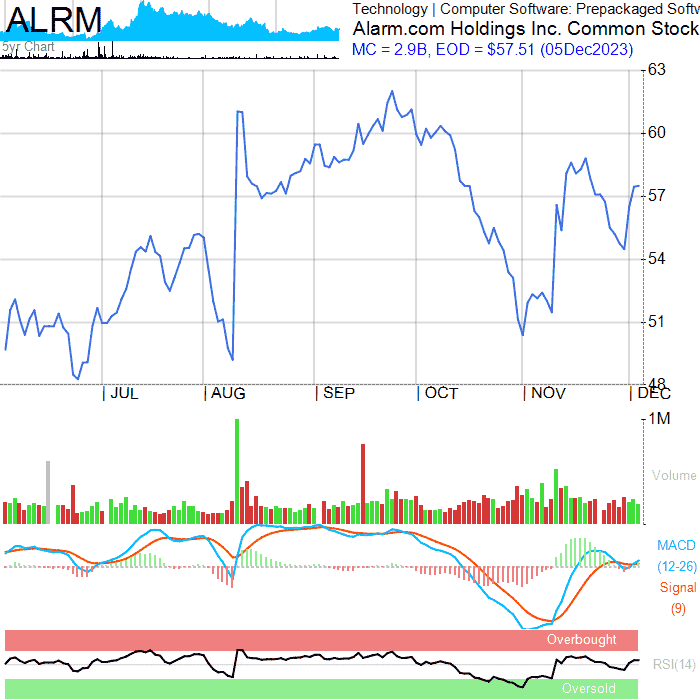 ALRM
5yr Chart
Technology | Computer Software: Prepackaged Softw
Alarm.com Holdings Inc. Common Stock
MC = 2.9B, EOD = $57.51 (05Dec2023)
63
60
57
54
51
48
| JUL | AUG | SEP | OCT | NOV | DEC
1M
Volume
MACD
(12-26)
Signal
(9)
Overbought
RSI(14)
Oversold